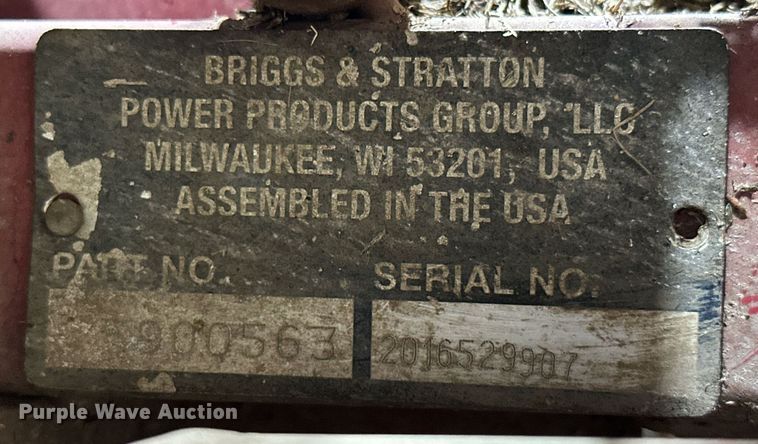 BRIGGS & STRATTON
POWER PRODUCTS GROUP, LLC
MILWAUKEE, WI 53201, USA
ASSEMBLED IN THE USA
PART NO. SERIAL NO.
2016529907
Purple Wave Auction